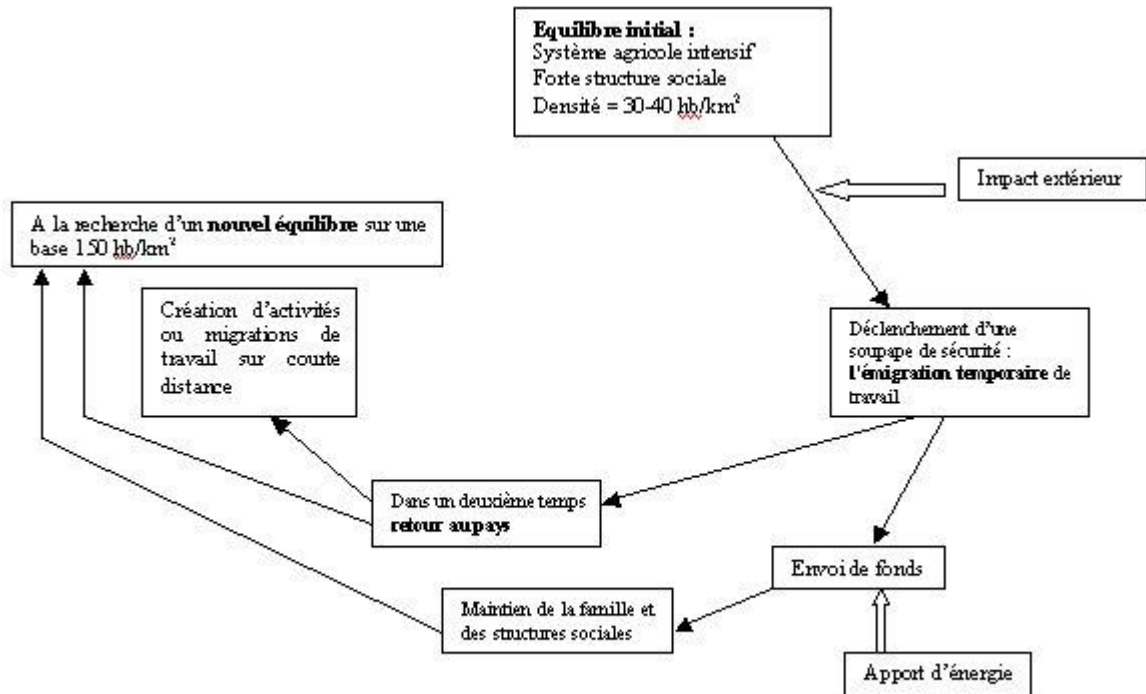 Equilibre initial :
Système agricole intensif
Forte structure sociale
Densité = 30-40 hb/km²
Impact extérieur
A la recherche d'un nouvel équilibre sur une
base 150 hb/km²
Création d'activités
ou migrations de
travail sur courte
distance
Déclenchement d'une
soupape de sécurité :
l'émigration temporaire de
travail
Dans un deuxième temps
retour au pays
Envoi de fonds
Maintien de la famille et
des structures sociales
Apport d'énergie